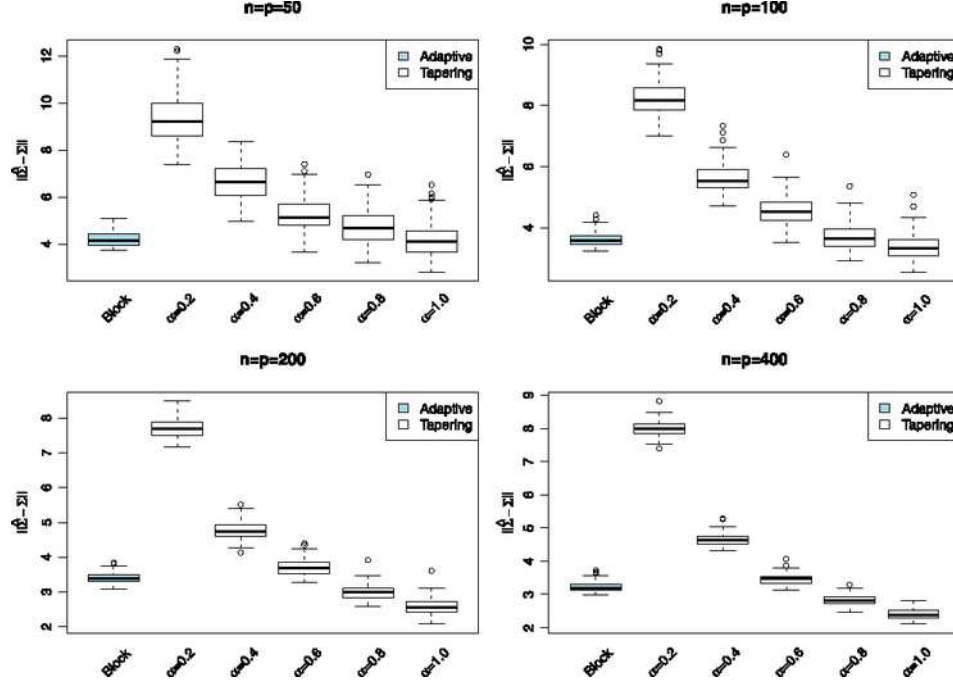 n=p=50
12
10
8
6
4
||Σ̂−Σ||
Adaptive
Tapering
Block
α=0.2
α=0.4
α=0.6
α=0.8
α=1.0
n=p=100
10
8
6
4
||Σ̂−Σ||
Adaptive
Tapering
Block
α=0.2
α=0.4
α=0.6
α=0.8
α=1.0
n=p=200
8
7
6
5
4
3
2
||Σ̂−Σ||
Adaptive
Tapering
Block
α=0.2
α=0.4
α=0.6
α=0.8
α=1.0
n=p=400
9
8
7
6
5
4
3
2
||Σ̂−Σ||
Adaptive
Tapering
Block
α=0.2
α=0.4
α=0.6
α=0.8
α=1.0